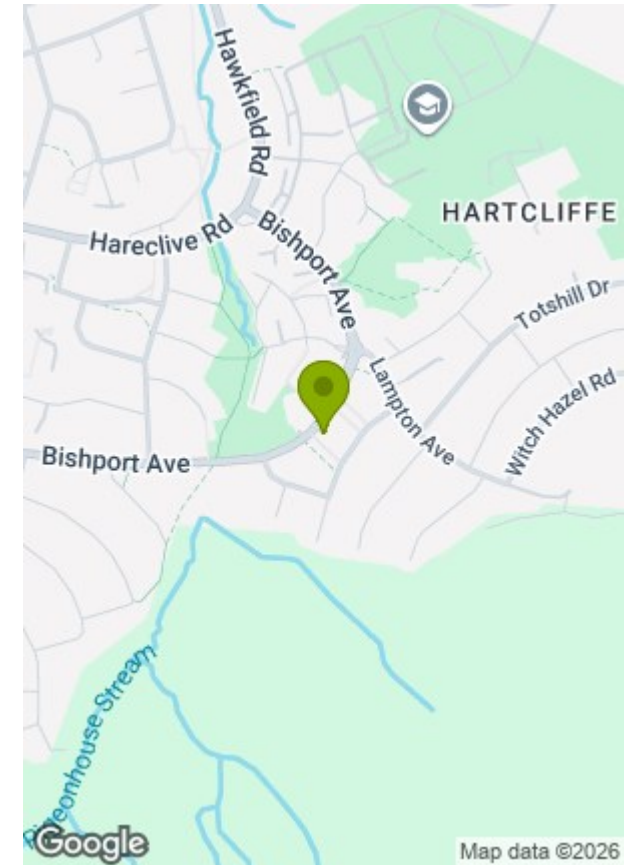 Hawkfield Rd
HARTCLIFFE
Hareclive Rd
Bishport Ave
Totshill Dr
Lampton Ave
Witch Hazel Rd
Bishport Ave
Pigeonhouse Stream
Google
Map data ©2026